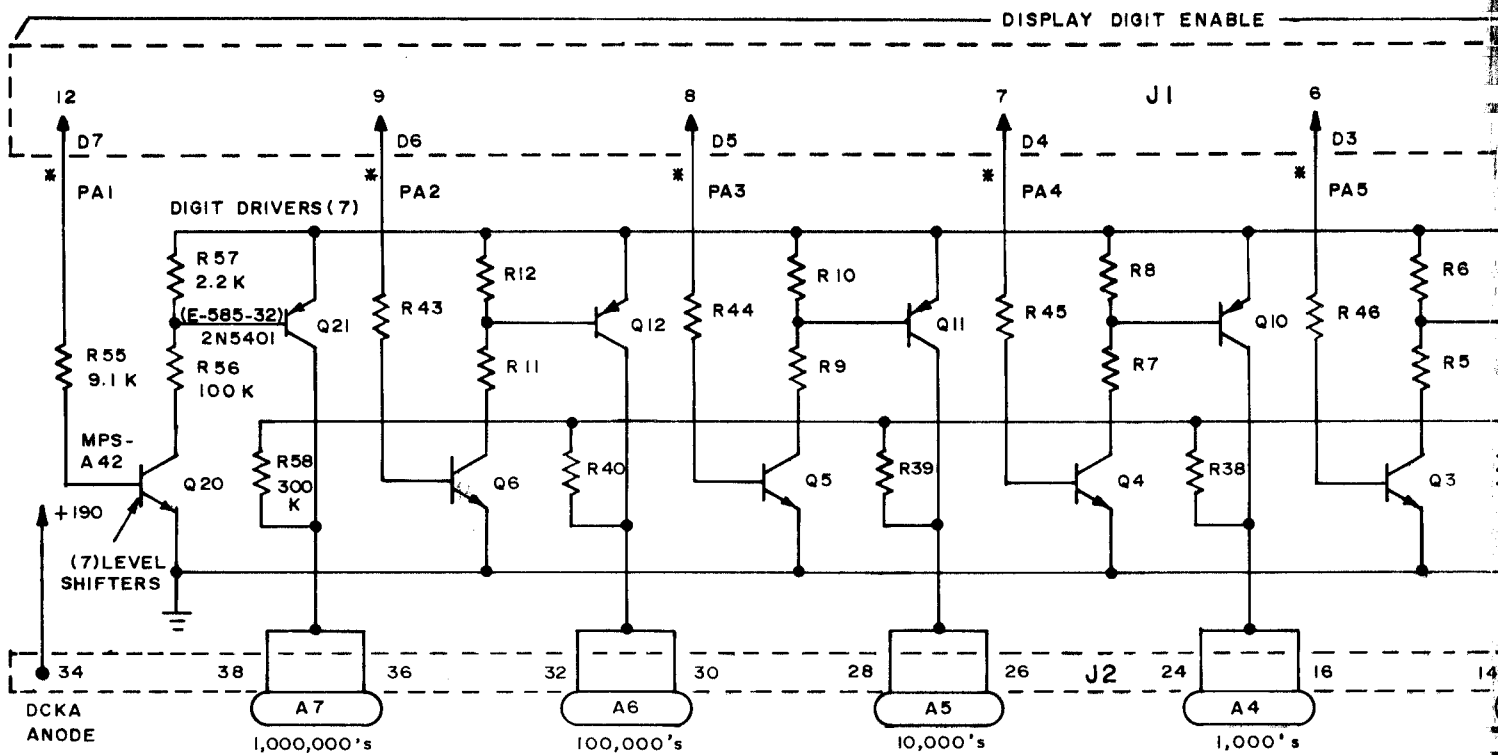 DISPLAY DIGIT ENABLE
12
9
8
7
J1
6
D7
D6
D5
D4
D3
* PA1
* PA2
* PA3
* PA4
* PA5
DIGIT DRIVERS(7)
R57
2.2K
R12
R10
R8
R6
(E-585-32)
2N5401
Q21
R43
Q12
R44
Q11
R45
Q10
R46
R55
9.1K
R56
100K
R11
R9
R7
R5
MPS-
A42
Q20
R58
300
K
Q6
R40
Q5
R39
Q4
R38
Q3
+190
(7)LEVEL
SHIFTERS
34
38
36
32
30
28
26
J2
24
16
14
DCKA
ANODE
A7
A6
A5
A4
1,000,000's
100,000's
10,000's
1,000's